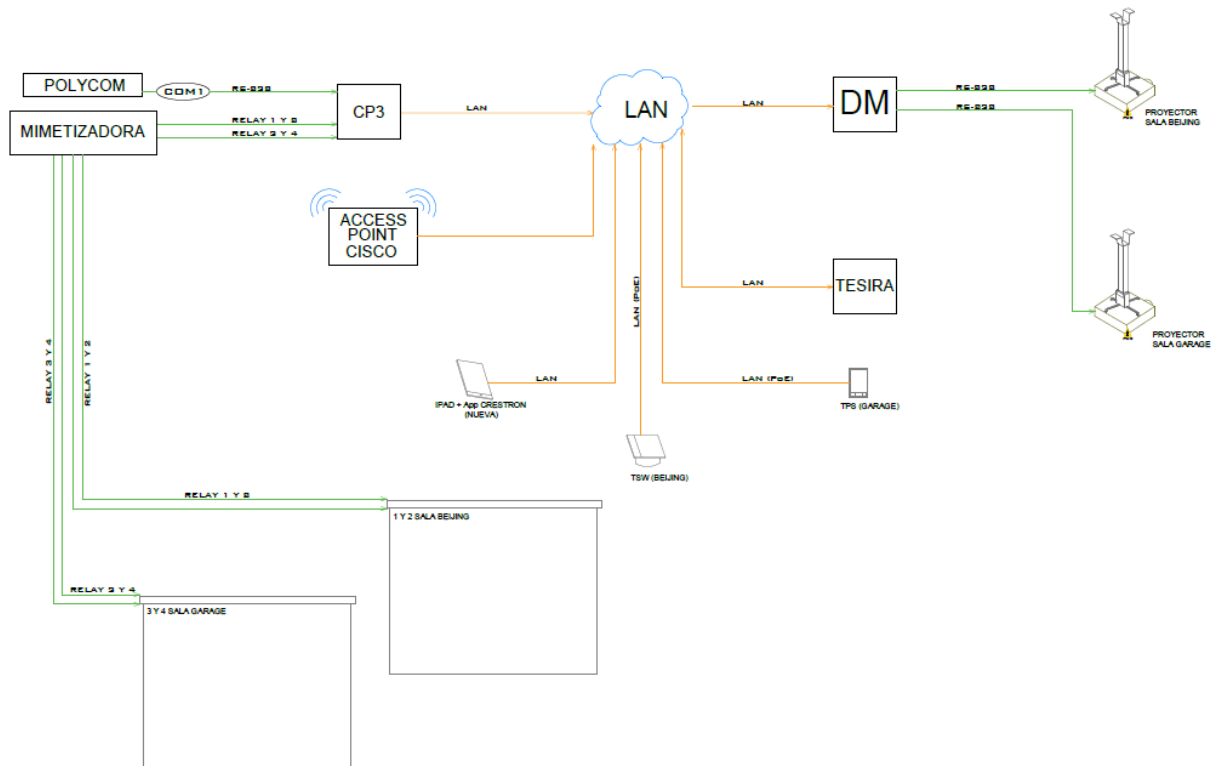 POLYCOM
COM1
RS-232
MIMETIZADORA
RELAY 1 Y 2
RELAY 3 Y 4
CP3
LAN
LAN
LAN
DM
RS-232
RS-232
PROYECTOR
SALA BEIJING
ACCESS
POINT
CISCO
LAN (PoE)
LAN
TESIRA
PROYECTOR
SALA GARAGE
RELAY 3 Y 4
RELAY 1 Y 2
LAN
IPAD + App CRESTRON
(NUEVA)
LAN (PoE)
TPS (GARAGE)
TSW (BEIJING)
RELAY 1 Y 2
1 Y 2 SALA BEIJING
RELAY 3 Y 4
3 Y 4 SALA GARAGE